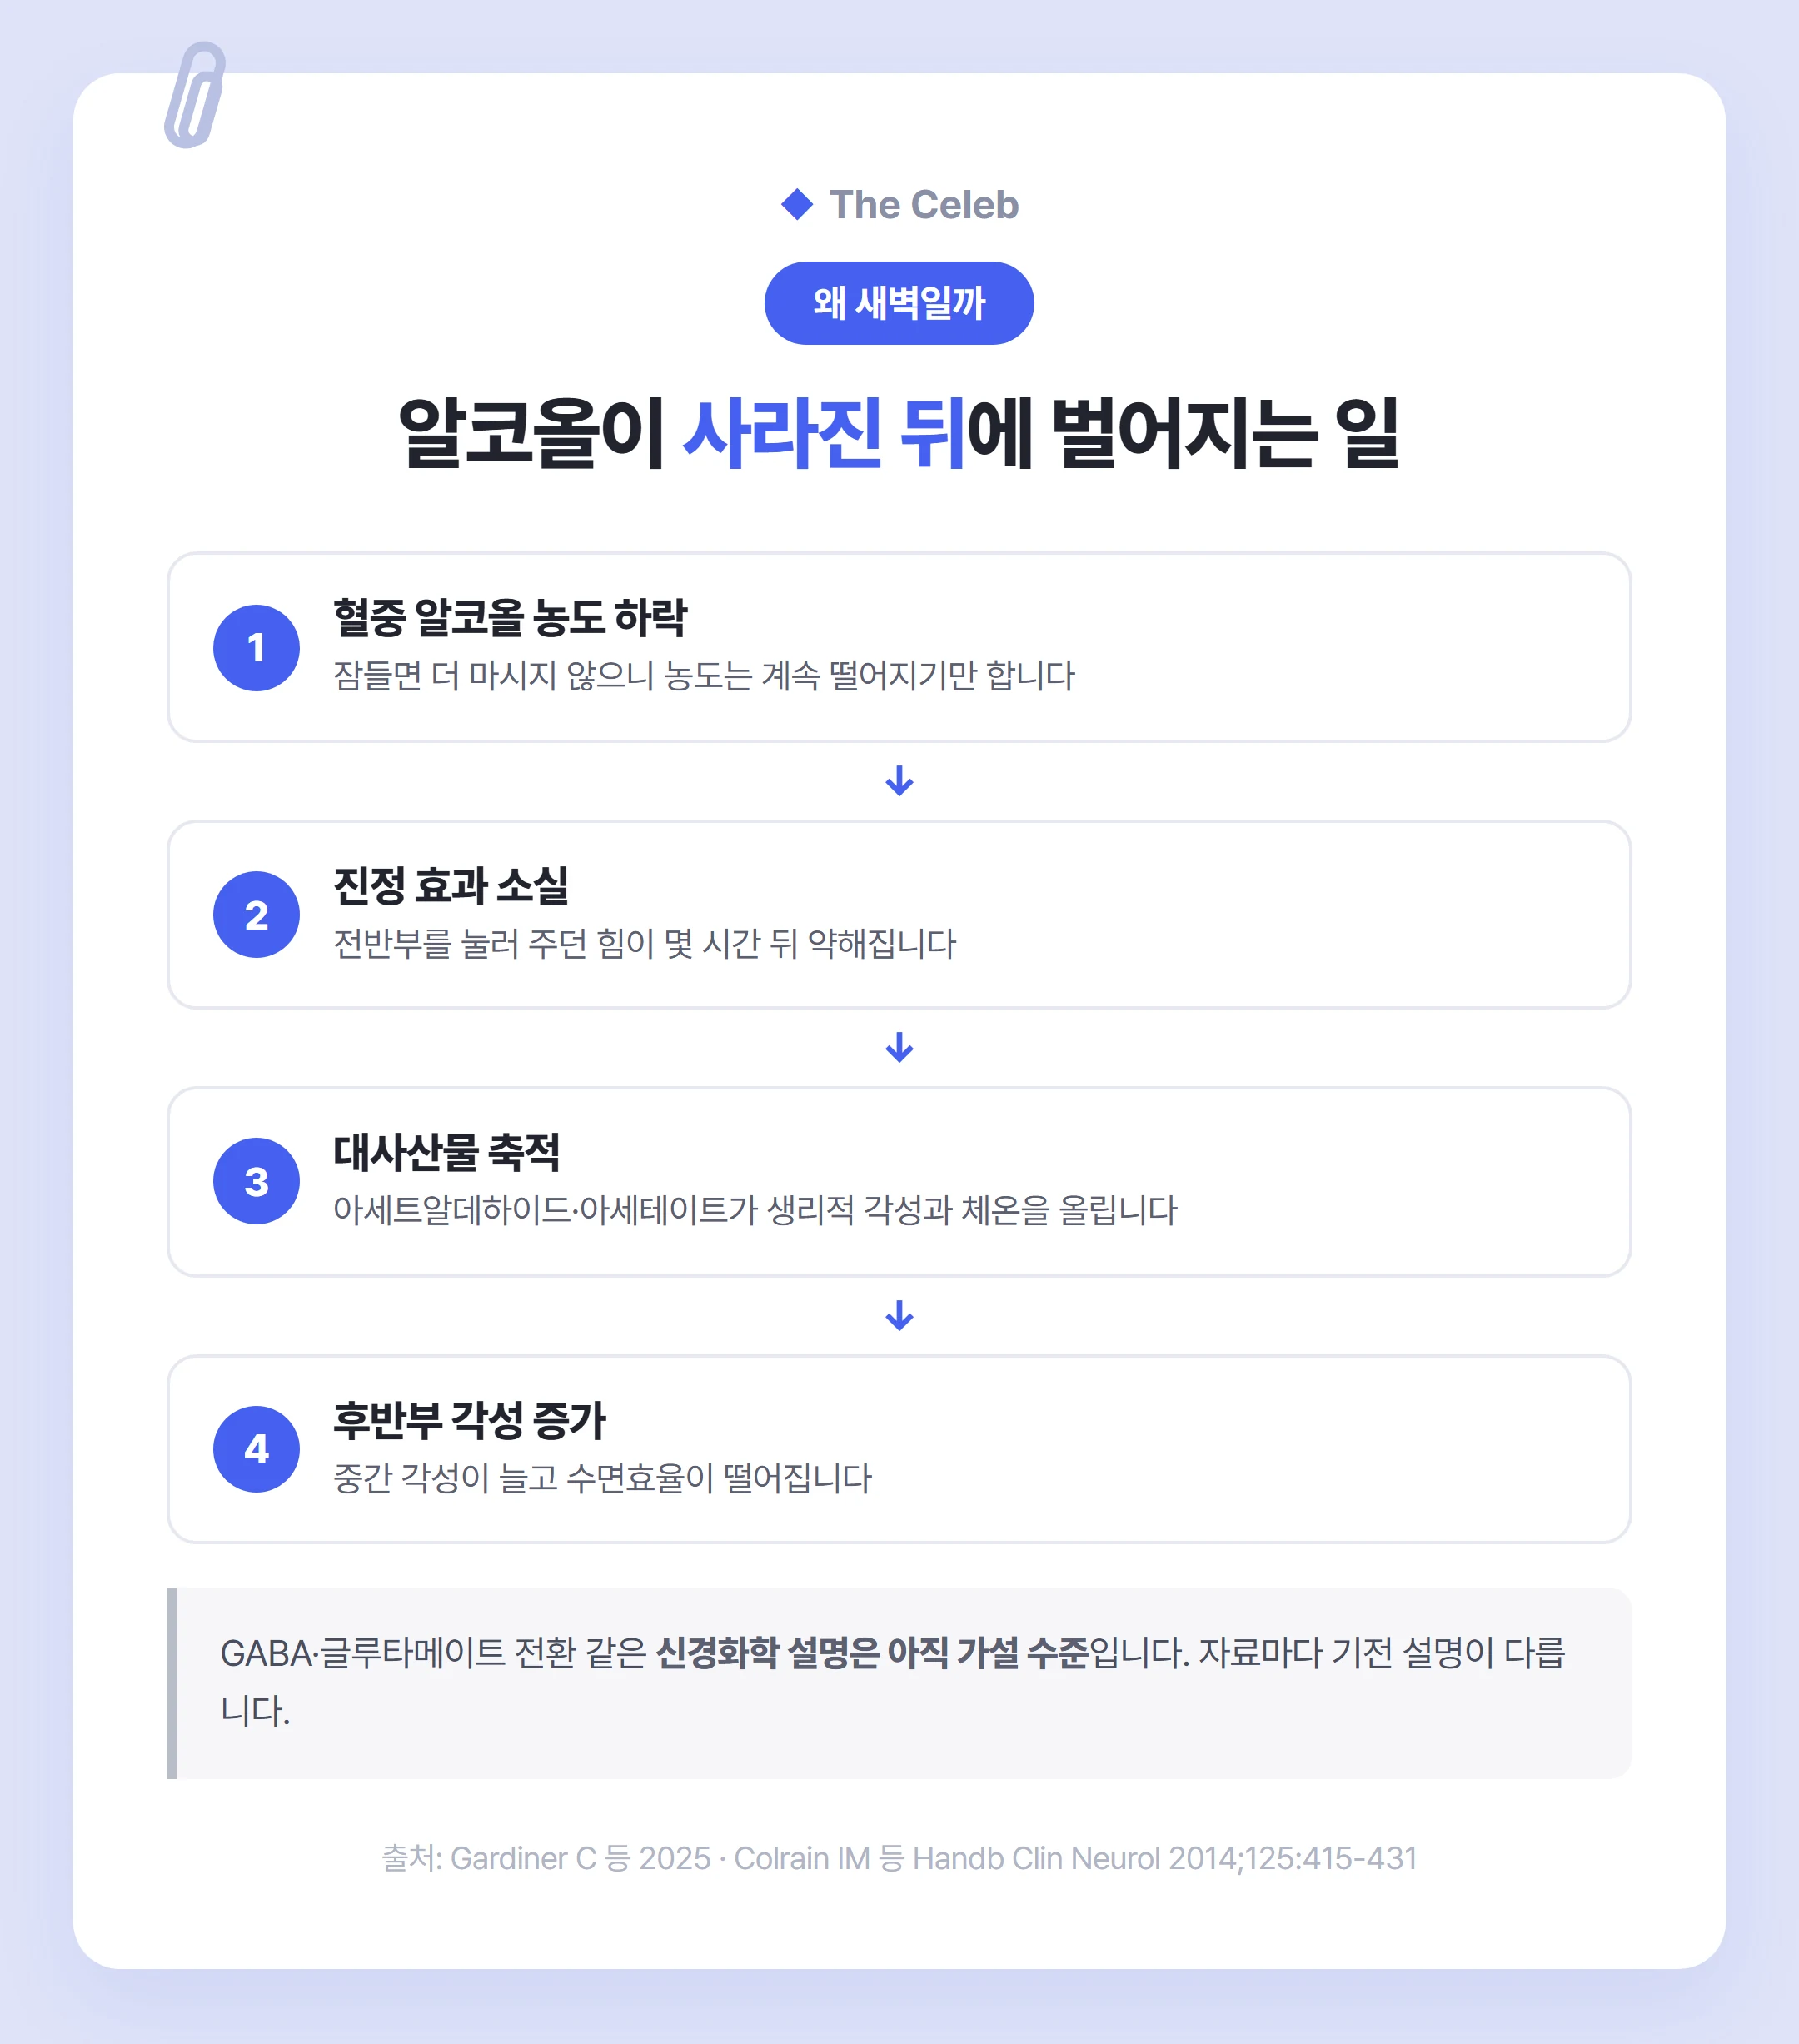 The Celeb
왜 새벽일까
알코올이 사라진 뒤에 벌어지는 일
1
혈중 알코올 농도 하락
잠들면 더 마시지 않으니 농도는 계속 떨어지기만 합니다
↓
2
진정 효과 소실
전반부를 눌러 주던 힘이 몇 시간 뒤 약해집니다
↓
3
대사산물 축적
아세트알데하이드·아세테이트가 생리적 각성과 체온을 올립니다
↓
4
후반부 각성 증가
중간 각성이 늘고 수면효율이 떨어집니다
GABA·글루타메이트 전환 같은 신경화학 설명은 아직 가설 수준입니다. 자료마다 기전 설명이 다릅
니다.
출처: Gardiner C 등 2025 · Colrain IM 등 Handb Clin Neurol 2014;125:415-431